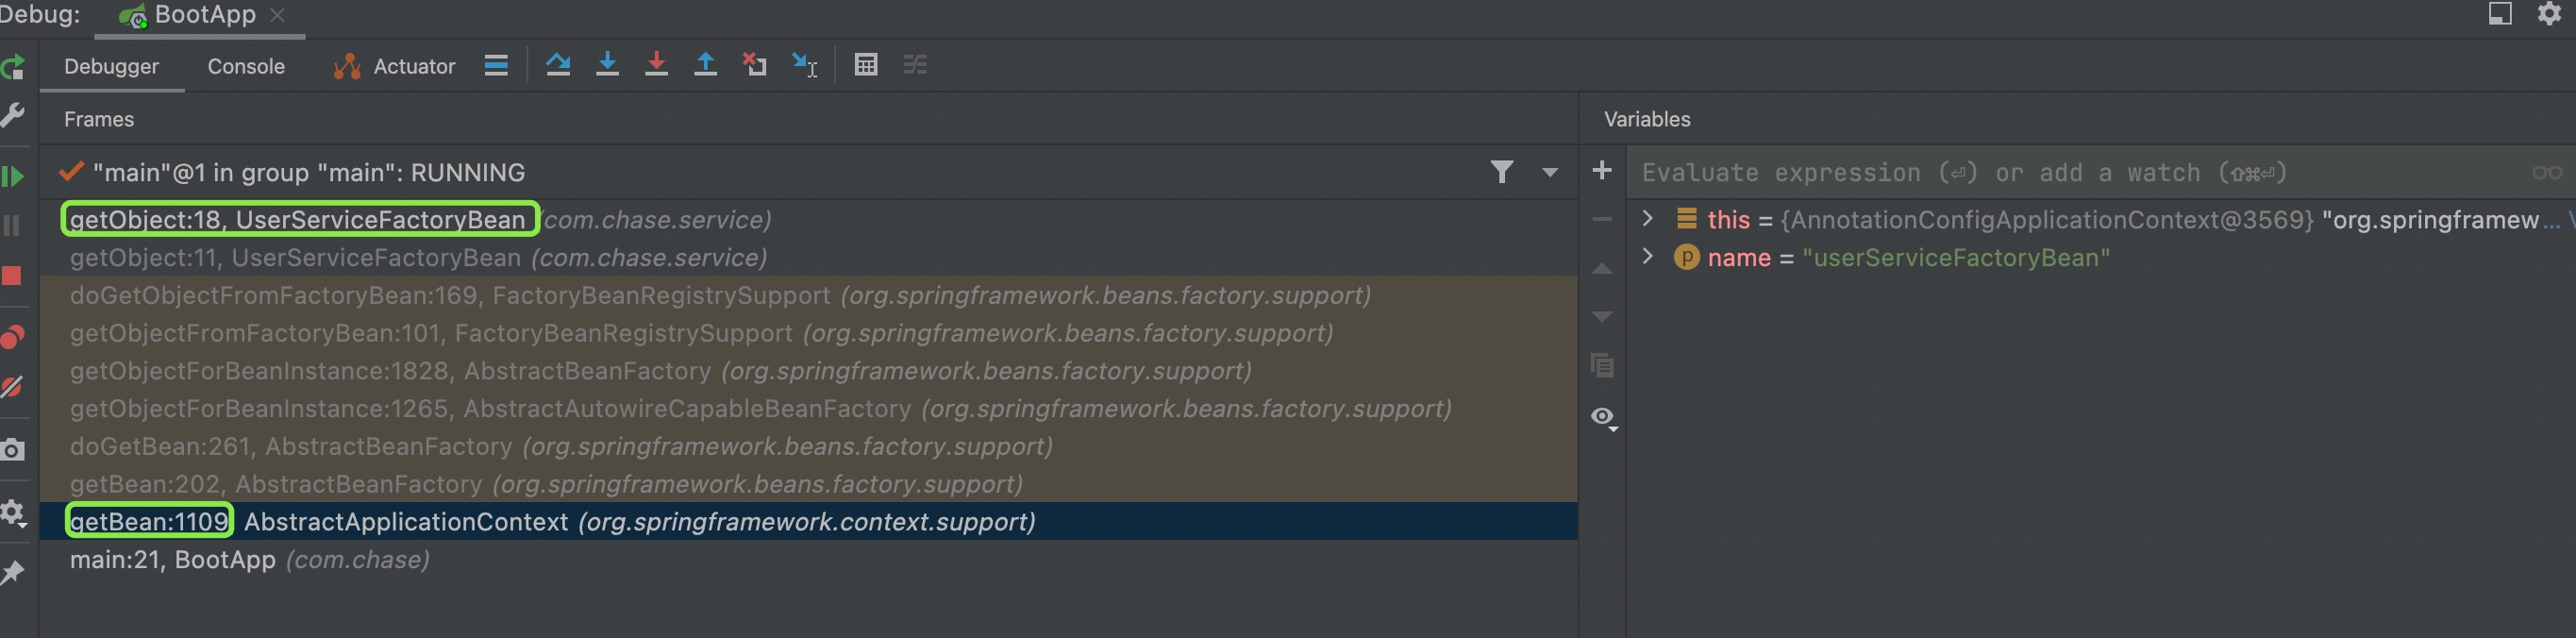 Debug: BootApp
Debugger Console Actuator
Frames
Variables
"main"@1 in group "main": RUNNING
Evaluate expression (⏎) or add a watch (⇧⌘⏎)
getObject:18, UserServiceFactoryBean (com.chase.service)
this = {AnnotationConfigApplicationContext@3569} "org.springframew...
getObject:11, UserServiceFactoryBean (com.chase.service)
p name = "userServiceFactoryBean"
doGetObjectFromFactoryBean:169, FactoryBeanRegistrySupport (org.springframework.beans.factory.support)
getObjectFromFactoryBean:101, FactoryBeanRegistrySupport (org.springframework.beans.factory.support)
getObjectForBeanInstance:1828, AbstractBeanFactory (org.springframework.beans.factory.support)
getObjectForBeanInstance:1265, AbstractAutowireCapableBeanFactory (org.springframework.beans.factory.support)
doGetBean:261, AbstractBeanFactory (org.springframework.beans.factory.support)
getBean:202, AbstractBeanFactory (org.springframework.beans.factory.support)
getBean:1109, AbstractApplicationContext (org.springframework.context.support)
main:21, BootApp (com.chase)